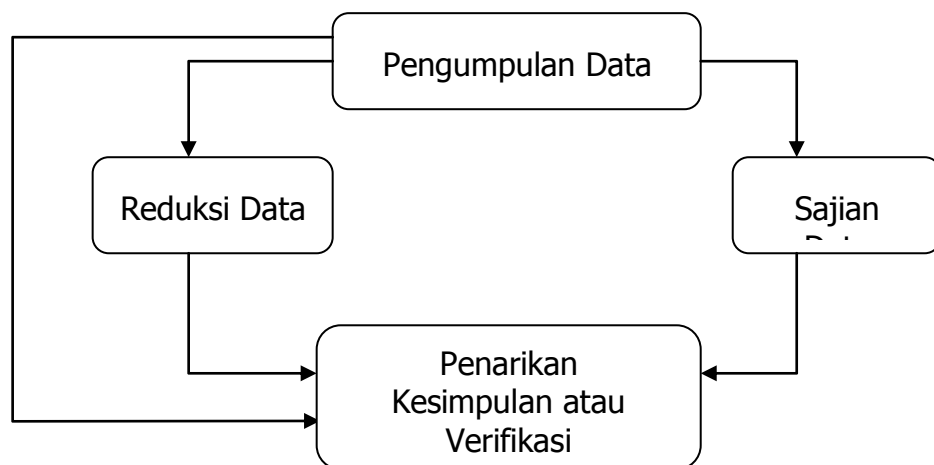 Pengumpulan Data
Reduksi Data
Sajian
Penarikan
Kesimpulan atau
Verifikasi